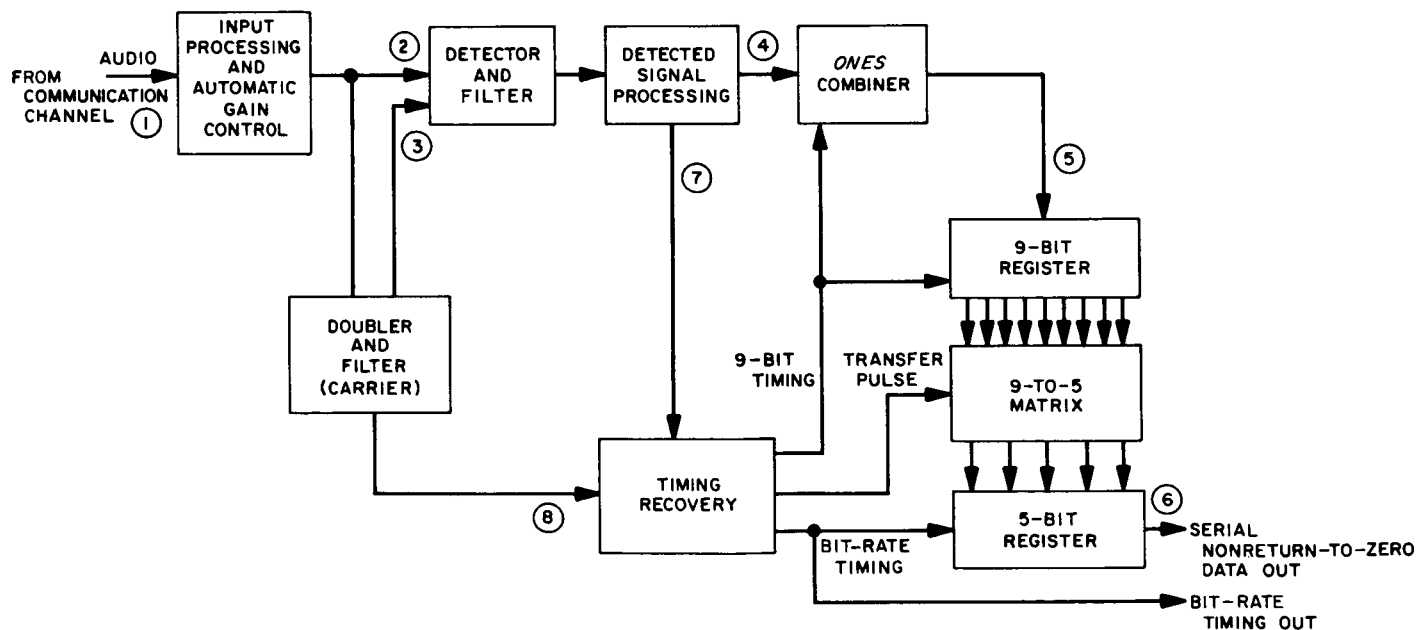 FROM
COMMUNICATION
CHANNEL
1
AUDIO
INPUT
PROCESSING
AND
AUTOMATIC
GAIN
CONTROL
2
3
DETECTOR
AND
FILTER
DETECTED
SIGNAL
PROCESSING
4
ONES
COMBINER
5
7
9-BIT
REGISTER
DOUBLER
AND
FILTER
(CARRIER)
9-BIT
TIMING
TRANSFER
PULSE
9-TO-5
MATRIX
8
TIMING
RECOVERY
BIT-RATE
TIMING
5-BIT
REGISTER
6
SERIAL
NONRETURN-TO-ZERO
DATA OUT
BIT-RATE
TIMING OUT